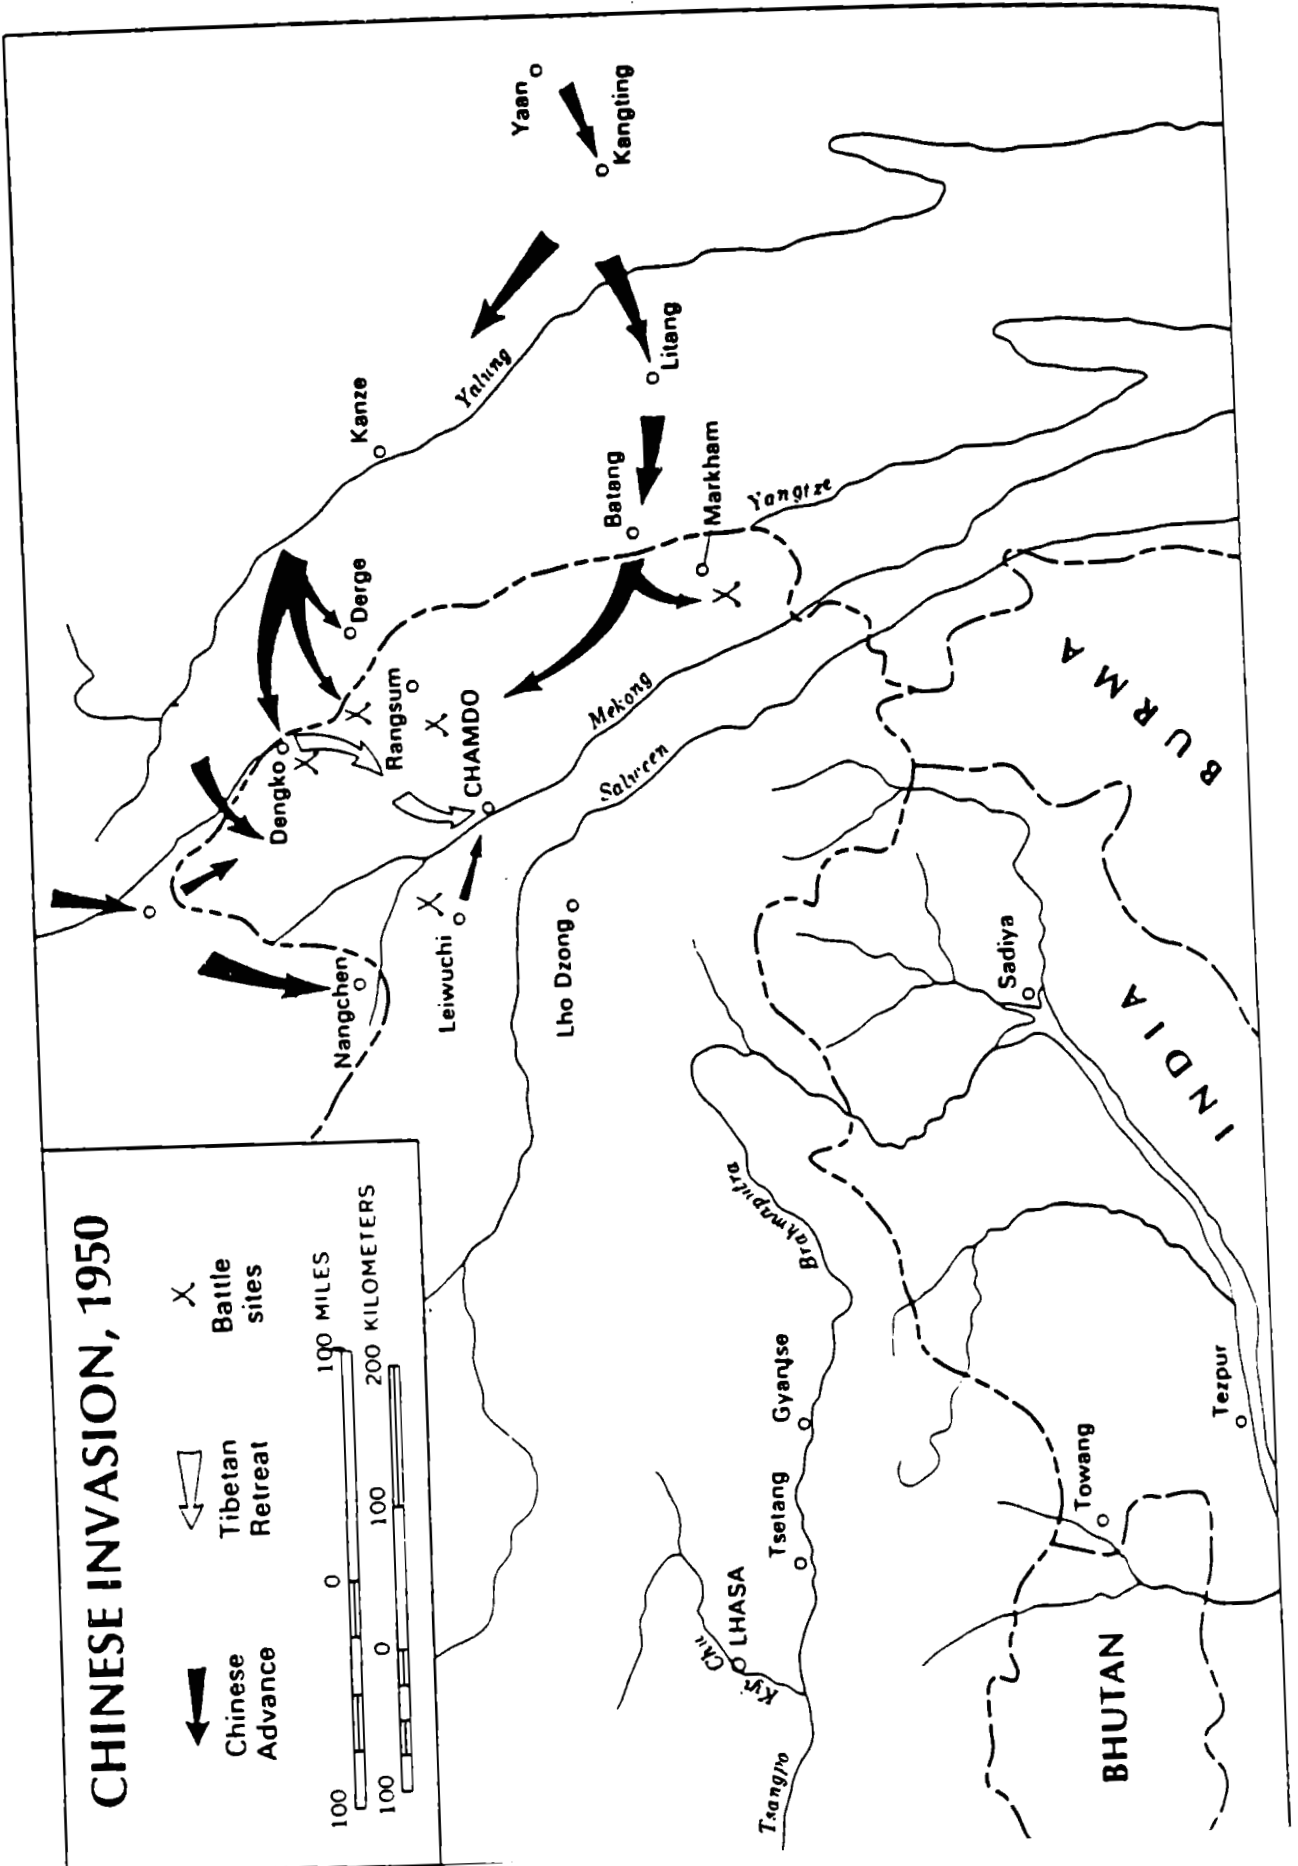 CHINESE INVASION, 1950
Chinese
Advance
Tibetan
Retreat
Battle
sites
100
0
100 MILES
100
0
100
200 KILOMETERS
Nangchen
Dengko
Derge
Kanze
Yalung
Yaan
Kangting
Litang
Batang
Markham
Yangtze
Rangsum
CHAMDO
Leiwuchi
Lho Dzong
Mekong
Salween
Brahmaputra
Gyantse
Tsetang
LHASA
Kyi
Chu
Tsangpo
Sadiya
Towang
Tezpur
BHUTAN
INDIA
BURMA